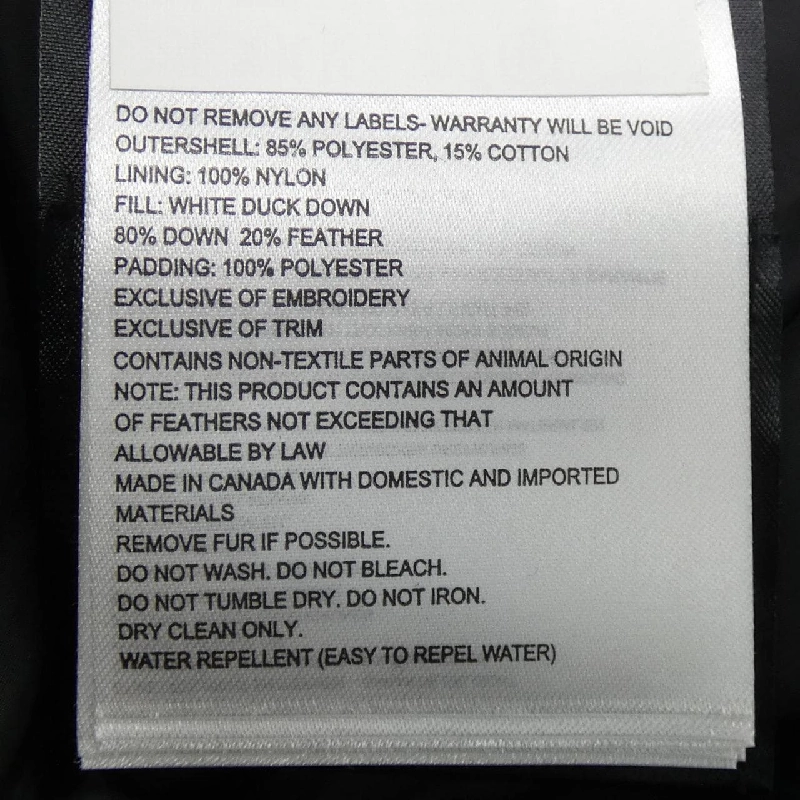 DO NOT REMOVE ANY LABELS- WARRANTY WILL BE VOID
OUTERSHELL: 85% POLYESTER, 15% COTTON
LINING: 100% NYLON
FILL: WHITE DUCK DOWN
80% DOWN 20% FEATHER
PADDING: 100% POLYESTER
EXCLUSIVE OF EMBROIDERY
EXCLUSIVE OF TRIM
CONTAINS NON-TEXTILE PARTS OF ANIMAL ORIGIN
NOTE: THIS PRODUCT CONTAINS AN AMOUNT
OF FEATHERS NOT EXCEEDING THAT
ALLOWABLE BY LAW
MADE IN CANADA WITH DOMESTIC AND IMPORTED
MATERIALS
REMOVE FUR IF POSSIBLE.
DO NOT WASH. DO NOT BLEACH.
DO NOT TUMBLE DRY. DO NOT IRON.
DRY CLEAN ONLY.
WATER REPELLENT (EASY TO REPEL WATER)